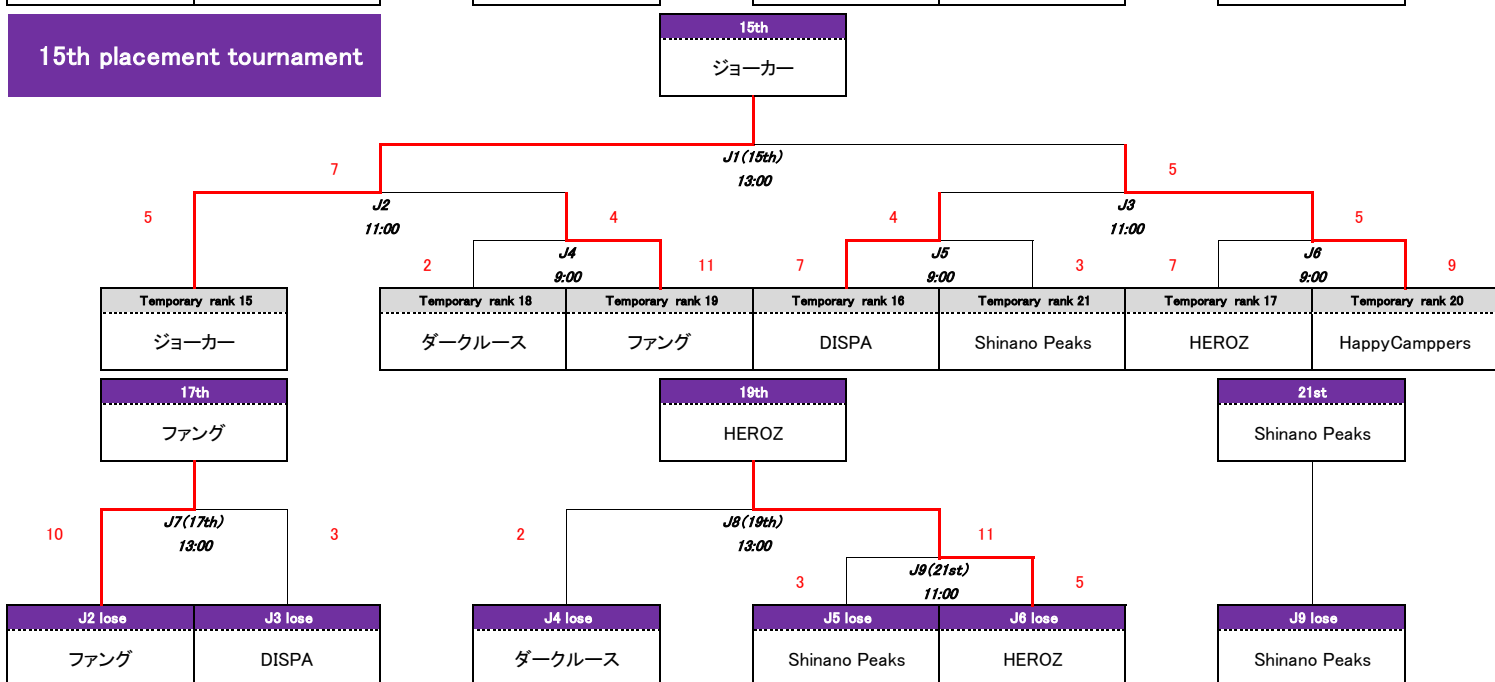 15th placement tournament
15th
ジョーカー
J1(15th)
13:00
7
5
J2
11:00
J3
11:00
5
4
4
5
J4
9:00
J5
9:00
J6
9:00
2
11
7
3
7
9
Temporary rank 15
Temporary rank 18
Temporary rank 19
Temporary rank 16
Temporary rank 21
Temporary rank 17
Temporary rank 20
ジョーカー
ダークルース
ファング
DISPA
Shinano Peaks
HEROZ
HappyCamppers
17th
19th
21st
ファング
HEROZ
Shinano Peaks
J7(17th)
13:00
J8(19th)
13:00
10
3
2
11
J9(21st)
11:00
3
5
J2 lose
J3 lose
J4 lose
J5 lose
J6 lose
J9 lose
ファング
DISPA
ダークルース
Shinano Peaks
HEROZ
Shinano Peaks